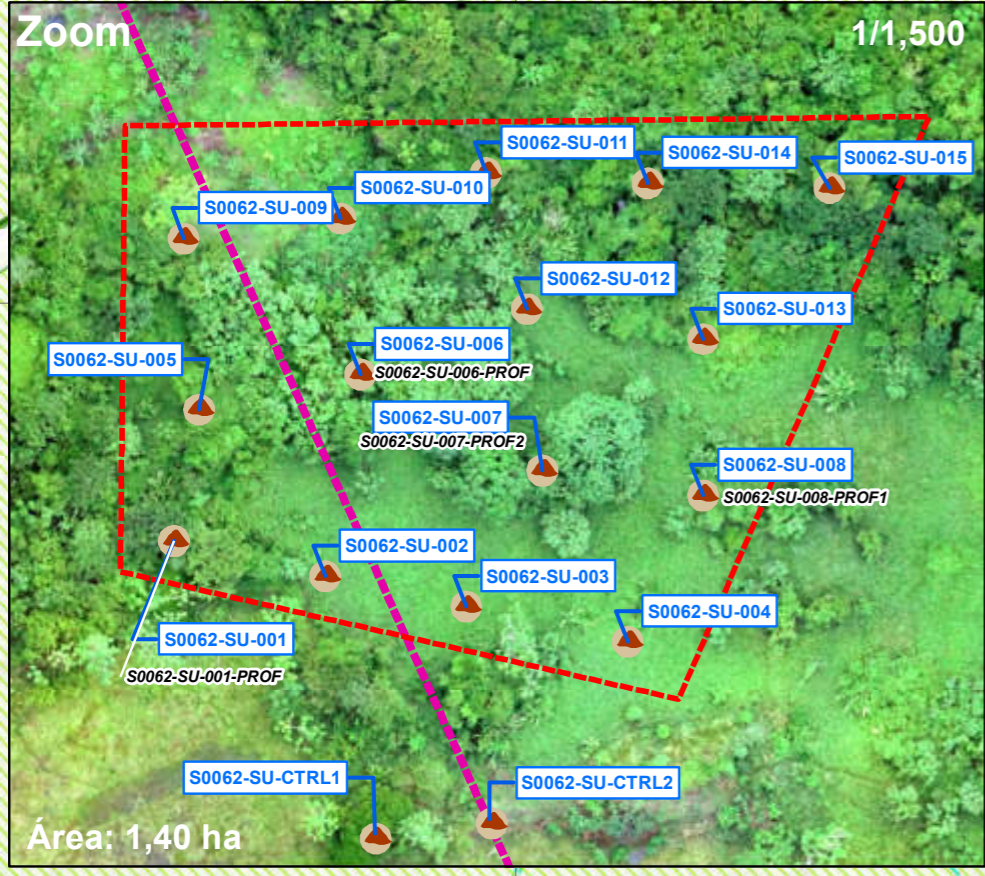 Zoom
1/1,500
S0062-SU-011
S0062-SU-014
S0062-SU-015
S0062-SU-010
S0062-SU-009
S0062-SU-012
S0062-SU-013
S0062-SU-006
S0062-SU-006-PROF
S0062-SU-005
S0062-SU-007
S0062-SU-007-PROF2
S0062-SU-008
S0062-SU-008-PROF1
S0062-SU-002
S0062-SU-003
S0062-SU-004
S0062-SU-001
S0062-SU-001-PROF
S0062-SU-CTRL1
S0062-SU-CTRL2
Área: 1,40 ha